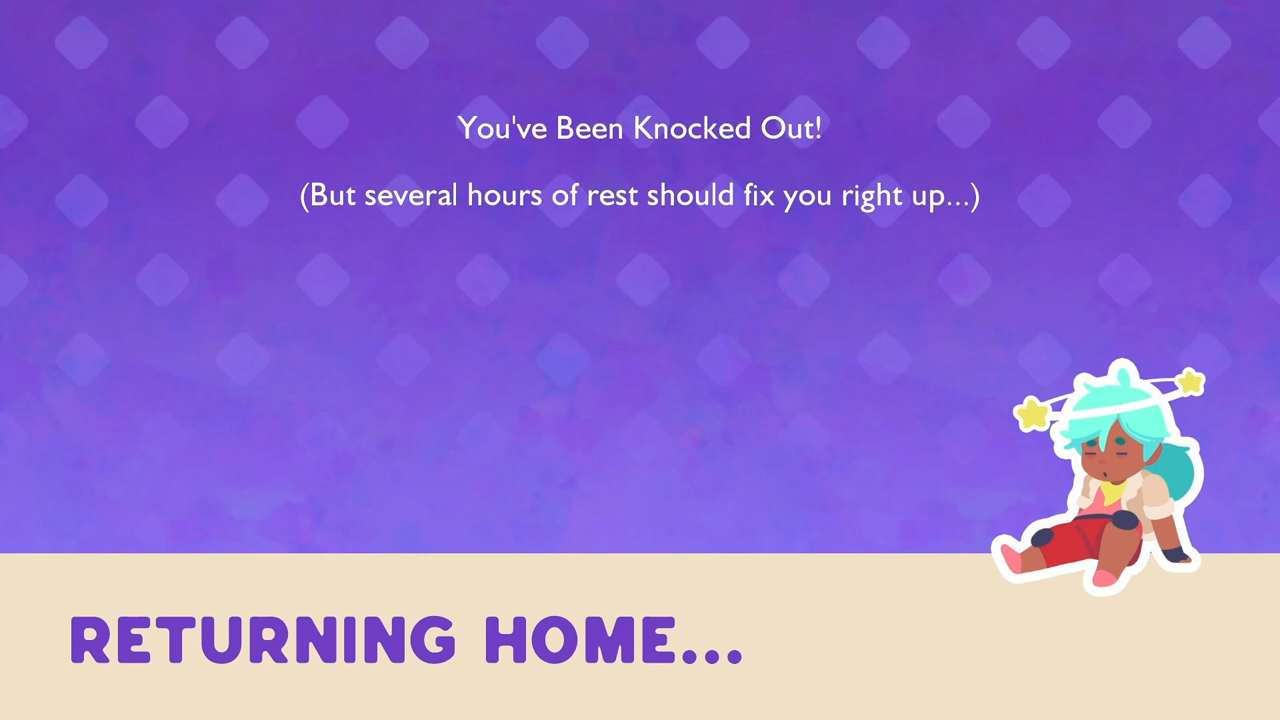 You've Been Knocked Out!
(But several hours of rest should fix you right up...)
RETURNING HOME...